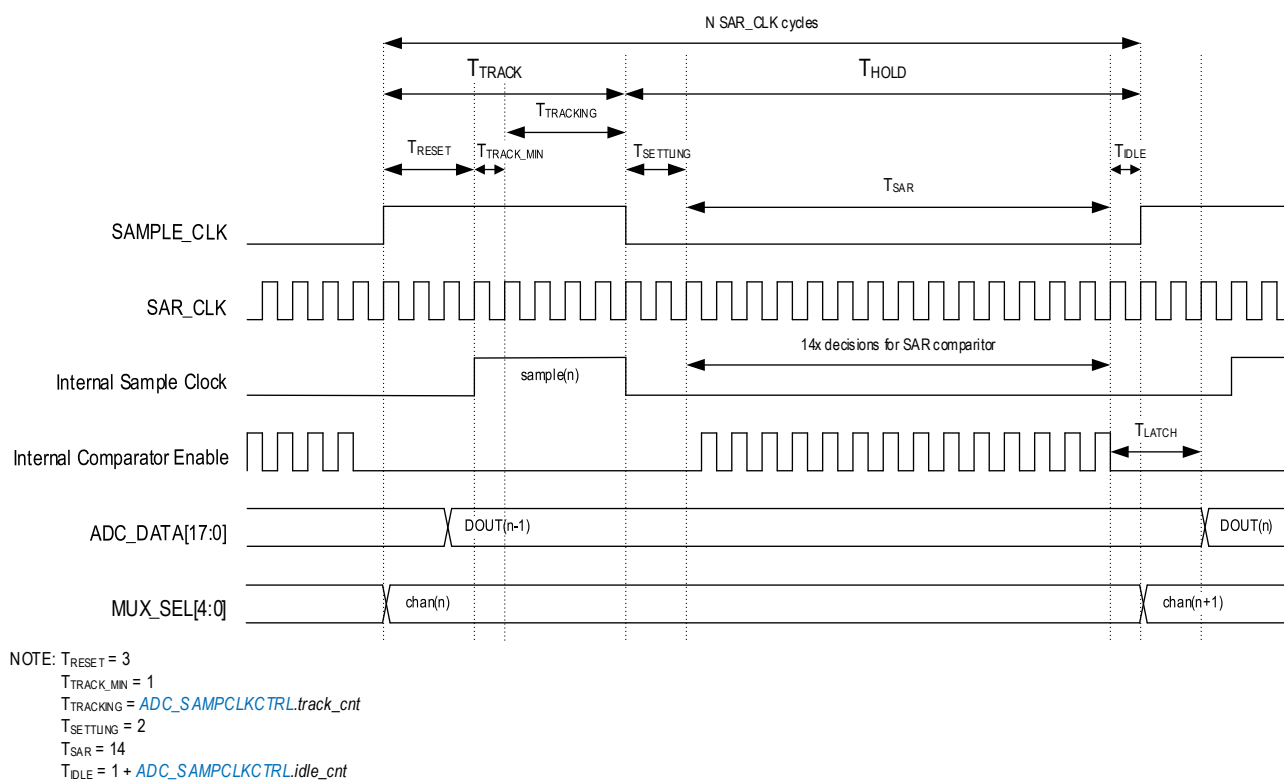 N SAR_CLK cycles
TTRACK
THOLD
TTRACKING
TRESET
TTRACK_MIN
TSETTLING
TIDLE
TSAR
SAMPLE_CLK
SAR_CLK
14x decisions for SAR comparitor
Internal Sample Clock
sample(n)
Internal Comparator Enable
TLATCH
ADC_DATA[17:0]
DOUT(n-1)
DOUT(n)
MUX_SEL[4:0]
chan(n)
chan(n+1)
NOTE: TRESET = 3
TTRACK_MIN = 1
TTRACKING = ADC_SAMPCLKCTRL.track_cnt
TSETTLING = 2
TSAR = 14
TIDLE = 1 + ADC_SAMPCLKCTRL.idle_cnt